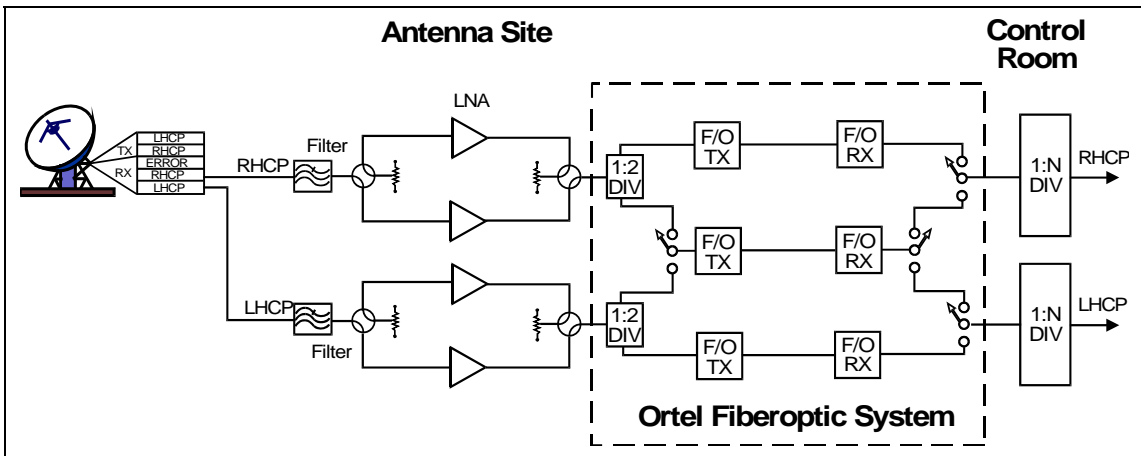 Antenna Site
Control
Room
LNA
TX
RX
LHCP
RHCP
ERROR
RHCP
LHCP
RHCP
Filter
1:2
DIV
F/O
TX
F/O
RX
1:N
DIV
RHCP
F/O
TX
F/O
RX
LHCP
Filter
1:2
DIV
F/O
TX
F/O
RX
1:N
DIV
LHCP
Ortel Fiberoptic System